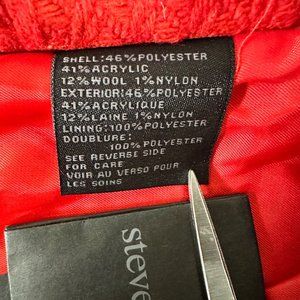 SHELL:46%POLYESTER
41%ACRYLIC
12%WOOL 1%NYLON
EXTERIOR:46%POLYESTER
41%ACRYLIQUE
12%LAINE 1%NYLON
LINING:100%POLYESTER
DOUBLURE:
100%POLYESTER
SEE REVERSE SIDE
FOR CARE
VOIR AU VERSO POUR
LES SOINS
steve